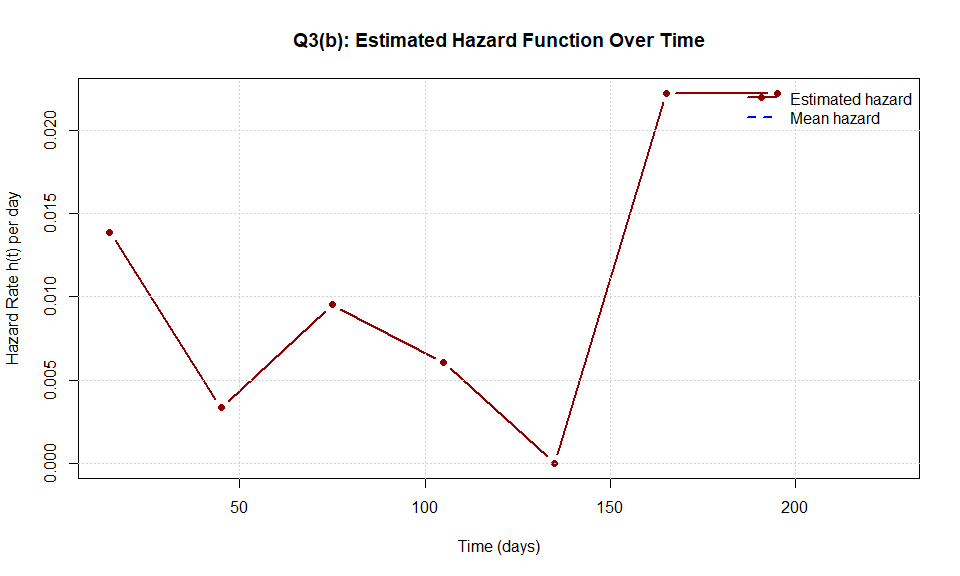 Q3(b): Estimated Hazard Function Over Time
Estimated hazard
Mean hazard
Hazard Rate h(t) per day
0.020
0.015
0.010
0.005
0.000
50 100 150 200
Time (days)